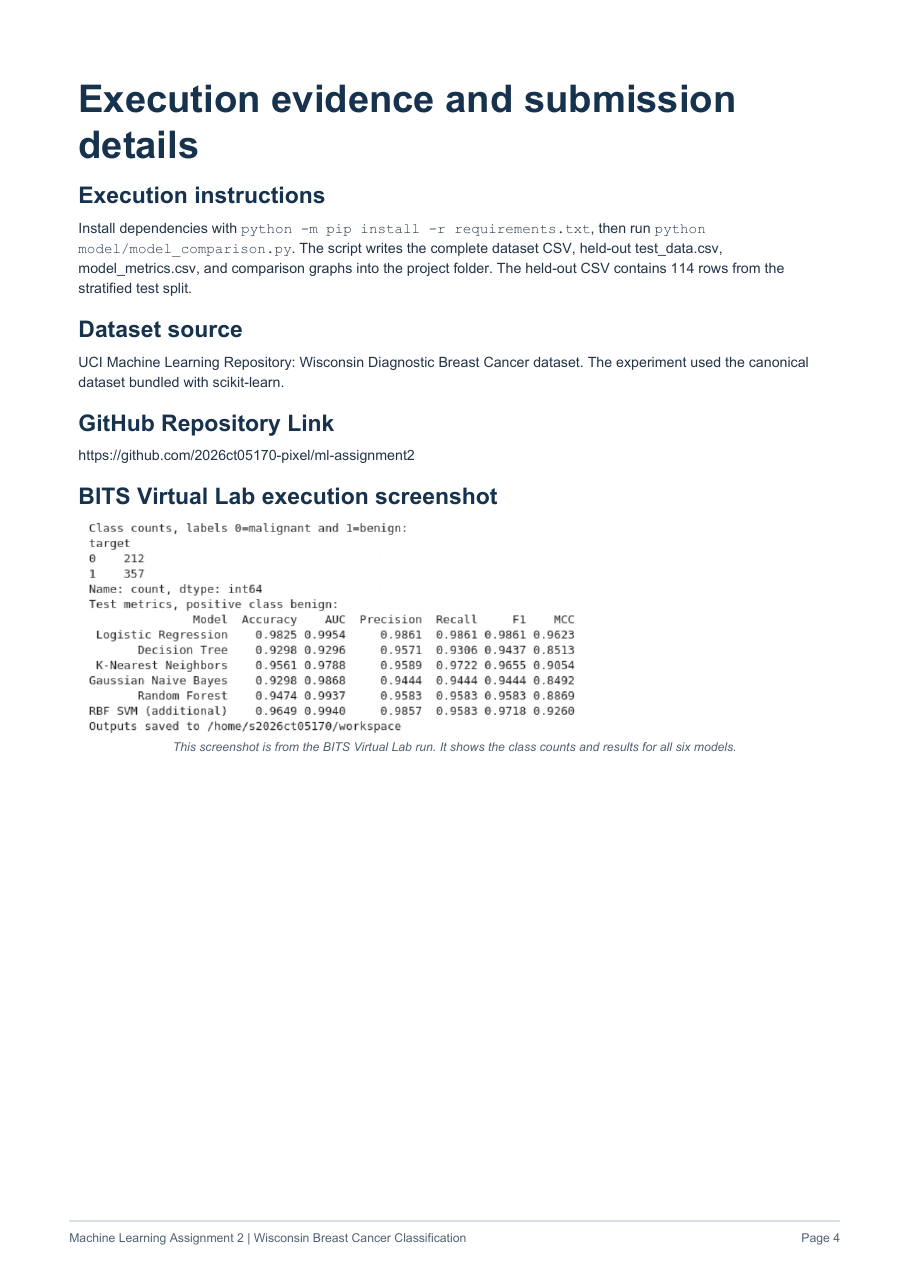 Execution evidence and submission
details
Execution instructions
Install dependencies with python -m pip install -r requirements.txt, then run python
model/model_comparison.py. The script writes the complete dataset CSV, held-out test_data.csv,
model_metrics.csv, and comparison graphs into the project folder. The held-out CSV contains 114 rows from the
stratified test split.
Dataset source
UCI Machine Learning Repository: Wisconsin Diagnostic Breast Cancer dataset. The experiment used the canonical
dataset bundled with scikit-learn.
GitHub Repository Link
https://github.com/2026ct05170-pixel/ml-assignment2
BITS Virtual Lab execution screenshot
Class counts, labels 0=malignant and 1=benign:
target
0    212
1    357
Name: count, dtype: int64
Test metrics, positive class benign:
Model  Accuracy    AUC  Precision  Recall     F1    MCC
Logistic Regression    0.9825 0.9954     0.9861  0.9861 0.9861 0.9623
Decision Tree    0.9298 0.9296     0.9571  0.9306 0.9437 0.8513
K-Nearest Neighbors    0.9561 0.9788     0.9589  0.9722 0.9655 0.9054
Gaussian Naive Bayes    0.9298 0.9868     0.9444  0.9444 0.9444 0.8492
Random Forest    0.9474 0.9937     0.9583  0.9583 0.9583 0.8869
RBF SVM (additional)    0.9649 0.9940     0.9857  0.9583 0.9718 0.9260
Outputs saved to /home/s2026ct05170/workspace
This screenshot is from the BITS Virtual Lab run. It shows the class counts and results for all six models.
Machine Learning Assignment 2 | Wisconsin Breast Cancer Classification
Page 4